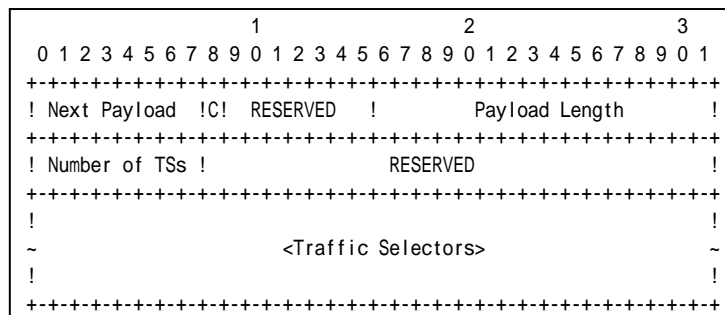 1                   2                   3
 0 1 2 3 4 5 6 7 8 9 0 1 2 3 4 5 6 7 8 9 0 1 2 3 4 5 6 7 8 9 0 1
+-+-+-+-+-+-+-+-+-+-+-+-+-+-+-+-+-+-+-+-+-+-+-+-+-+-+-+-+-+-+-+-+
! Next Payload  !C!  RESERVED   !         Payload Length        !
+-+-+-+-+-+-+-+-+-+-+-+-+-+-+-+-+-+-+-+-+-+-+-+-+-+-+-+-+-+-+-+-+
! Number of TSs !                 RESERVED                      !
+-+-+-+-+-+-+-+-+-+-+-+-+-+-+-+-+-+-+-+-+-+-+-+-+-+-+-+-+-+-+-+-+
!                                                               !
~                       <Traffic Selectors>                     ~
!                                                               !
+-+-+-+-+-+-+-+-+-+-+-+-+-+-+-+-+-+-+-+-+-+-+-+-+-+-+-+-+-+-+-+-+